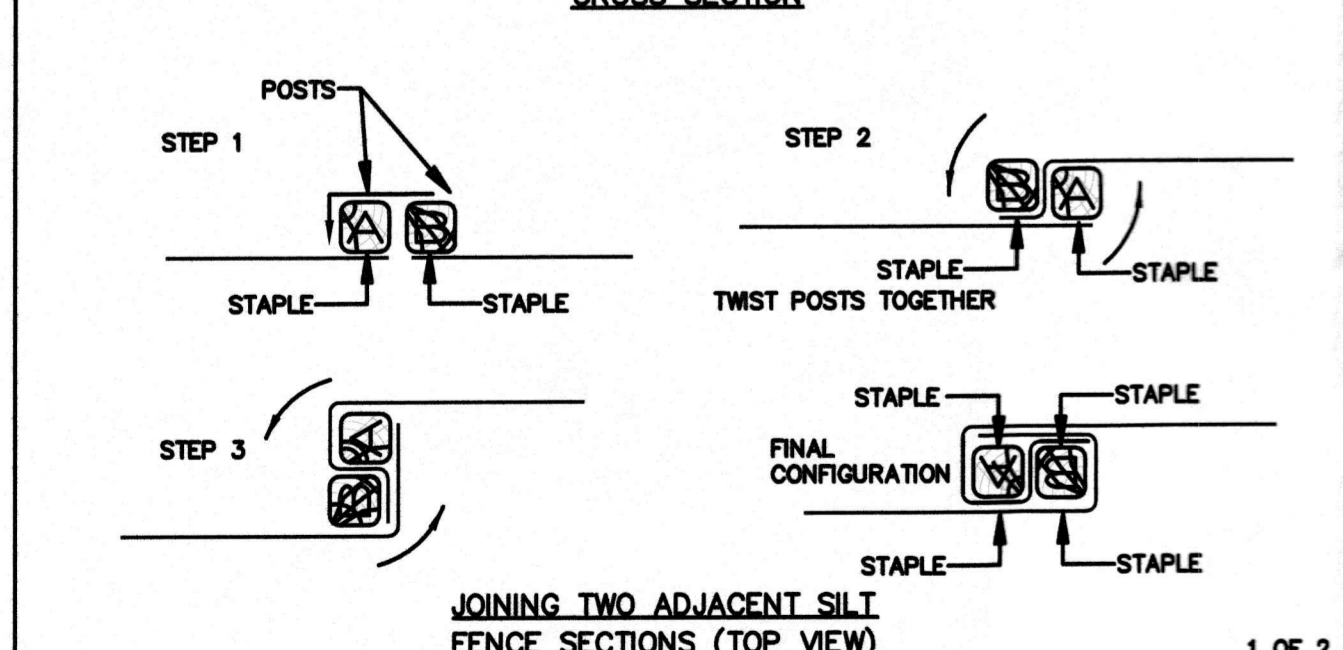 CROSS SECTION
POSTS
STEP 1
A B
STAPLE STAPLE
STEP 2
B A
STAPLE STAPLE
TWIST POSTS TOGETHER
STEP 3
A
B
STAPLE STAPLE
FINAL
CONFIGURATION
A B
STAPLE STAPLE
JOINING TWO ADJACENT SILT
FENCE SECTIONS (TOP VIEW)
1 OF 2